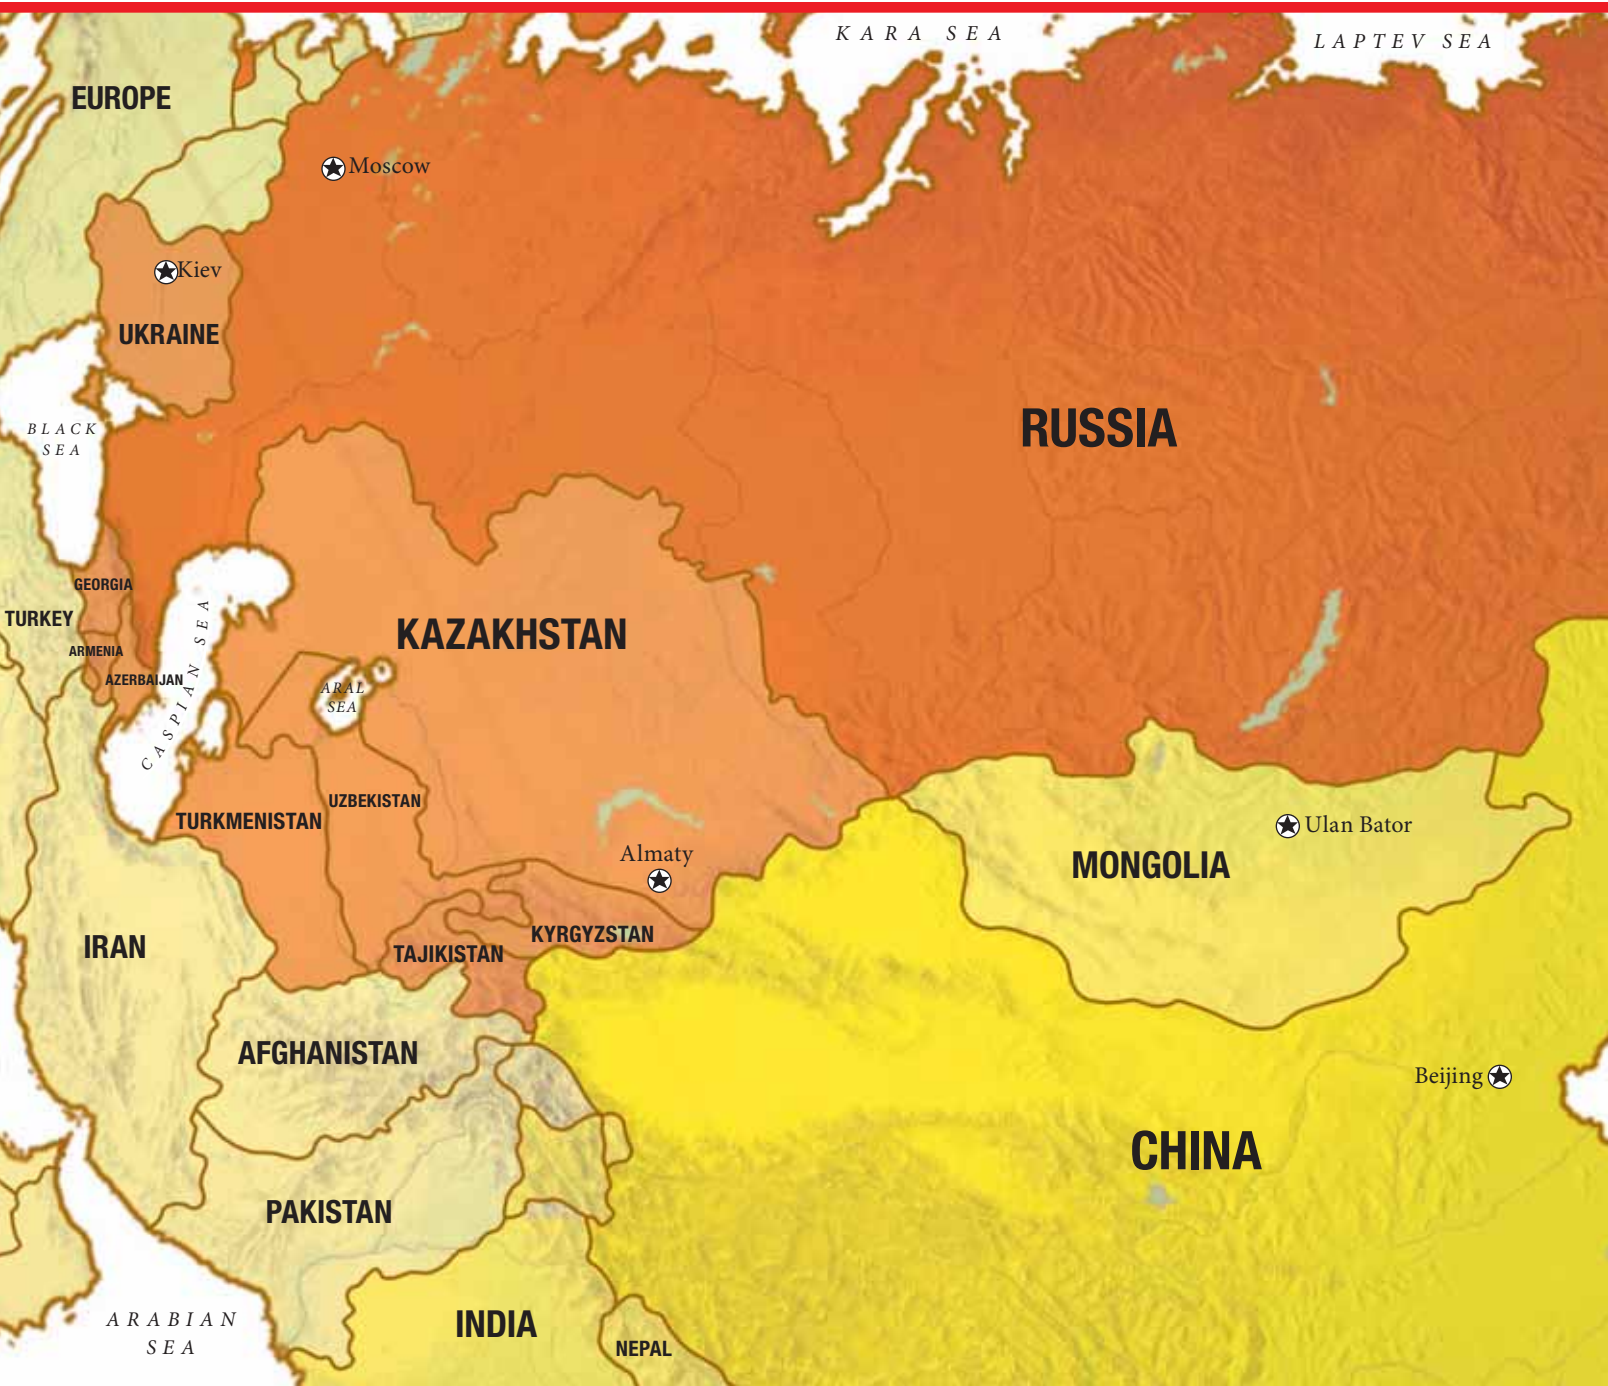 KARA SEA
LAPTEV SEA
EUROPE
Moscow
Kiev
UKRAINE
BLACK
SEA
RUSSIA
GEORGIA
TURKEY
KAZAKHSTAN
ARMENIA
AZERBAIJAN
CASPIAN SEA
ARAL
SEA
UZBEKISTAN
TURKMENISTAN
Ulan Bator
Almaty
MONGOLIA
KYRGYZSTAN
IRAN
TAJIKISTAN
AFGHANISTAN
Beijing
CHINA
PAKISTAN
ARABIAN
SEA
INDIA
NEPAL